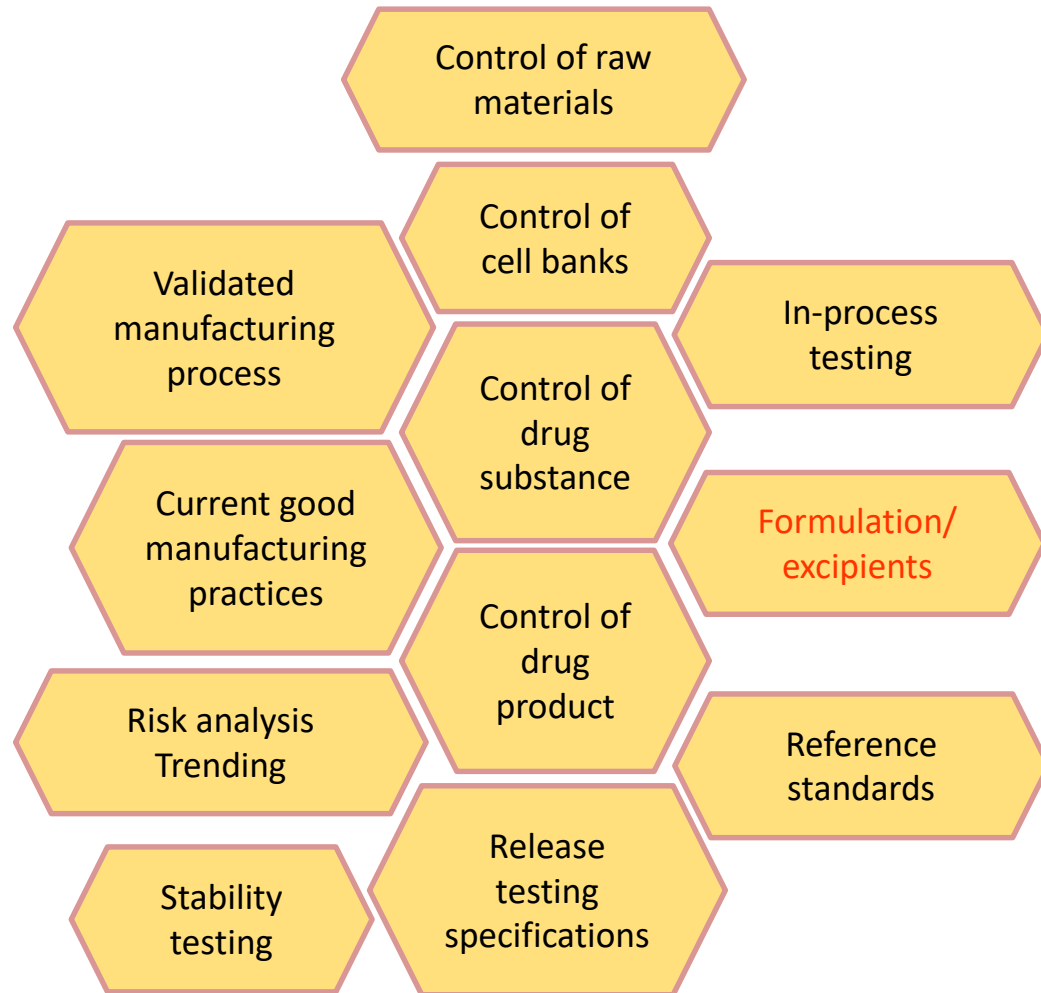 Control of raw
materials
Control of
cell banks
Validated
manufacturing
process
In-process
testing
Control of
drug
substance
Current good
manufacturing
practices
Formulation/
excipients
Control of
drug
product
Risk analysis
Trending
Reference
standards
Release
testing
specifications
Stability
testing